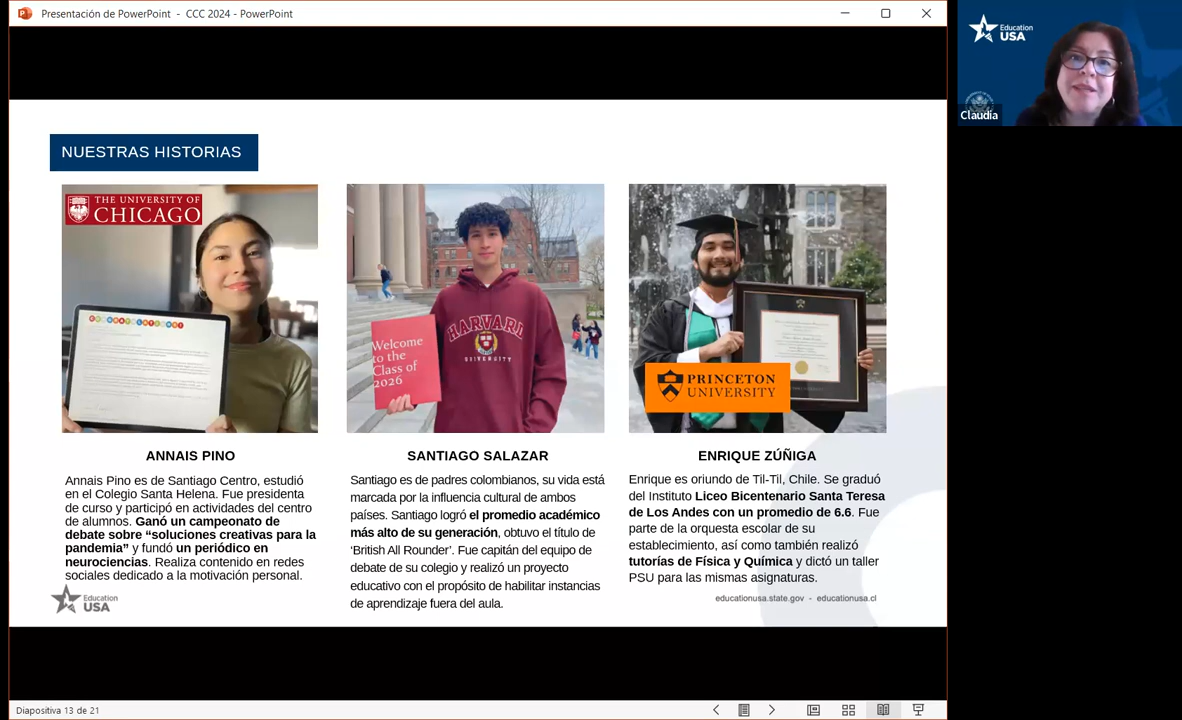 Presentación de PowerPoint - CCC 2024 - PowerPoint
Education
USA
Claudia
NUESTRAS HISTORIAS
THE UNIVERSITY OF
CHICAGO
CONGRATULATIONS
HARVARD
UNIVERSITY
Welcome
to the
Class of
2026
PRINCETON
UNIVERSITY
ANNAIS PINO
Annais Pino es de Santiago Centro, estudió
en el Colegio Santa Helena. Fue presidenta
de curso y participó en actividades del centro
de alumnos. Ganó un campeonato de
debate sobre “soluciones creativas para la
pandemia” y fundó un periódico en
neurociencias. Realiza contenido en redes
sociales dedicado a la motivación personal.
SANTIAGO SALAZAR
Santiago es de padres colombianos, su vida está
marcada por la influencia cultural de ambos
países. Santiago logró el promedio académico
más alto de su generación, obtuvo el título de
‘British All Rounder’. Fue capitán del equipo de
debate de su colegio y realizó un proyecto
educativo con el propósito de habilitar instancias
de aprendizaje fuera del aula.
ENRIQUE ZÚÑIGA
Enrique es oriundo de Til-Til, Chile. Se graduó
del Instituto Liceo Bicentenario Santa Teresa
de Los Andes con un promedio de 6.6. Fue
parte de la orquesta escolar de su
establecimiento, así como también realizó
tutorías de Física y Química y dictó un taller
PSU para las mismas asignaturas.
Education
USA
educationusa.state.gov - educationusa.cl
Diapositiva 13 de 21